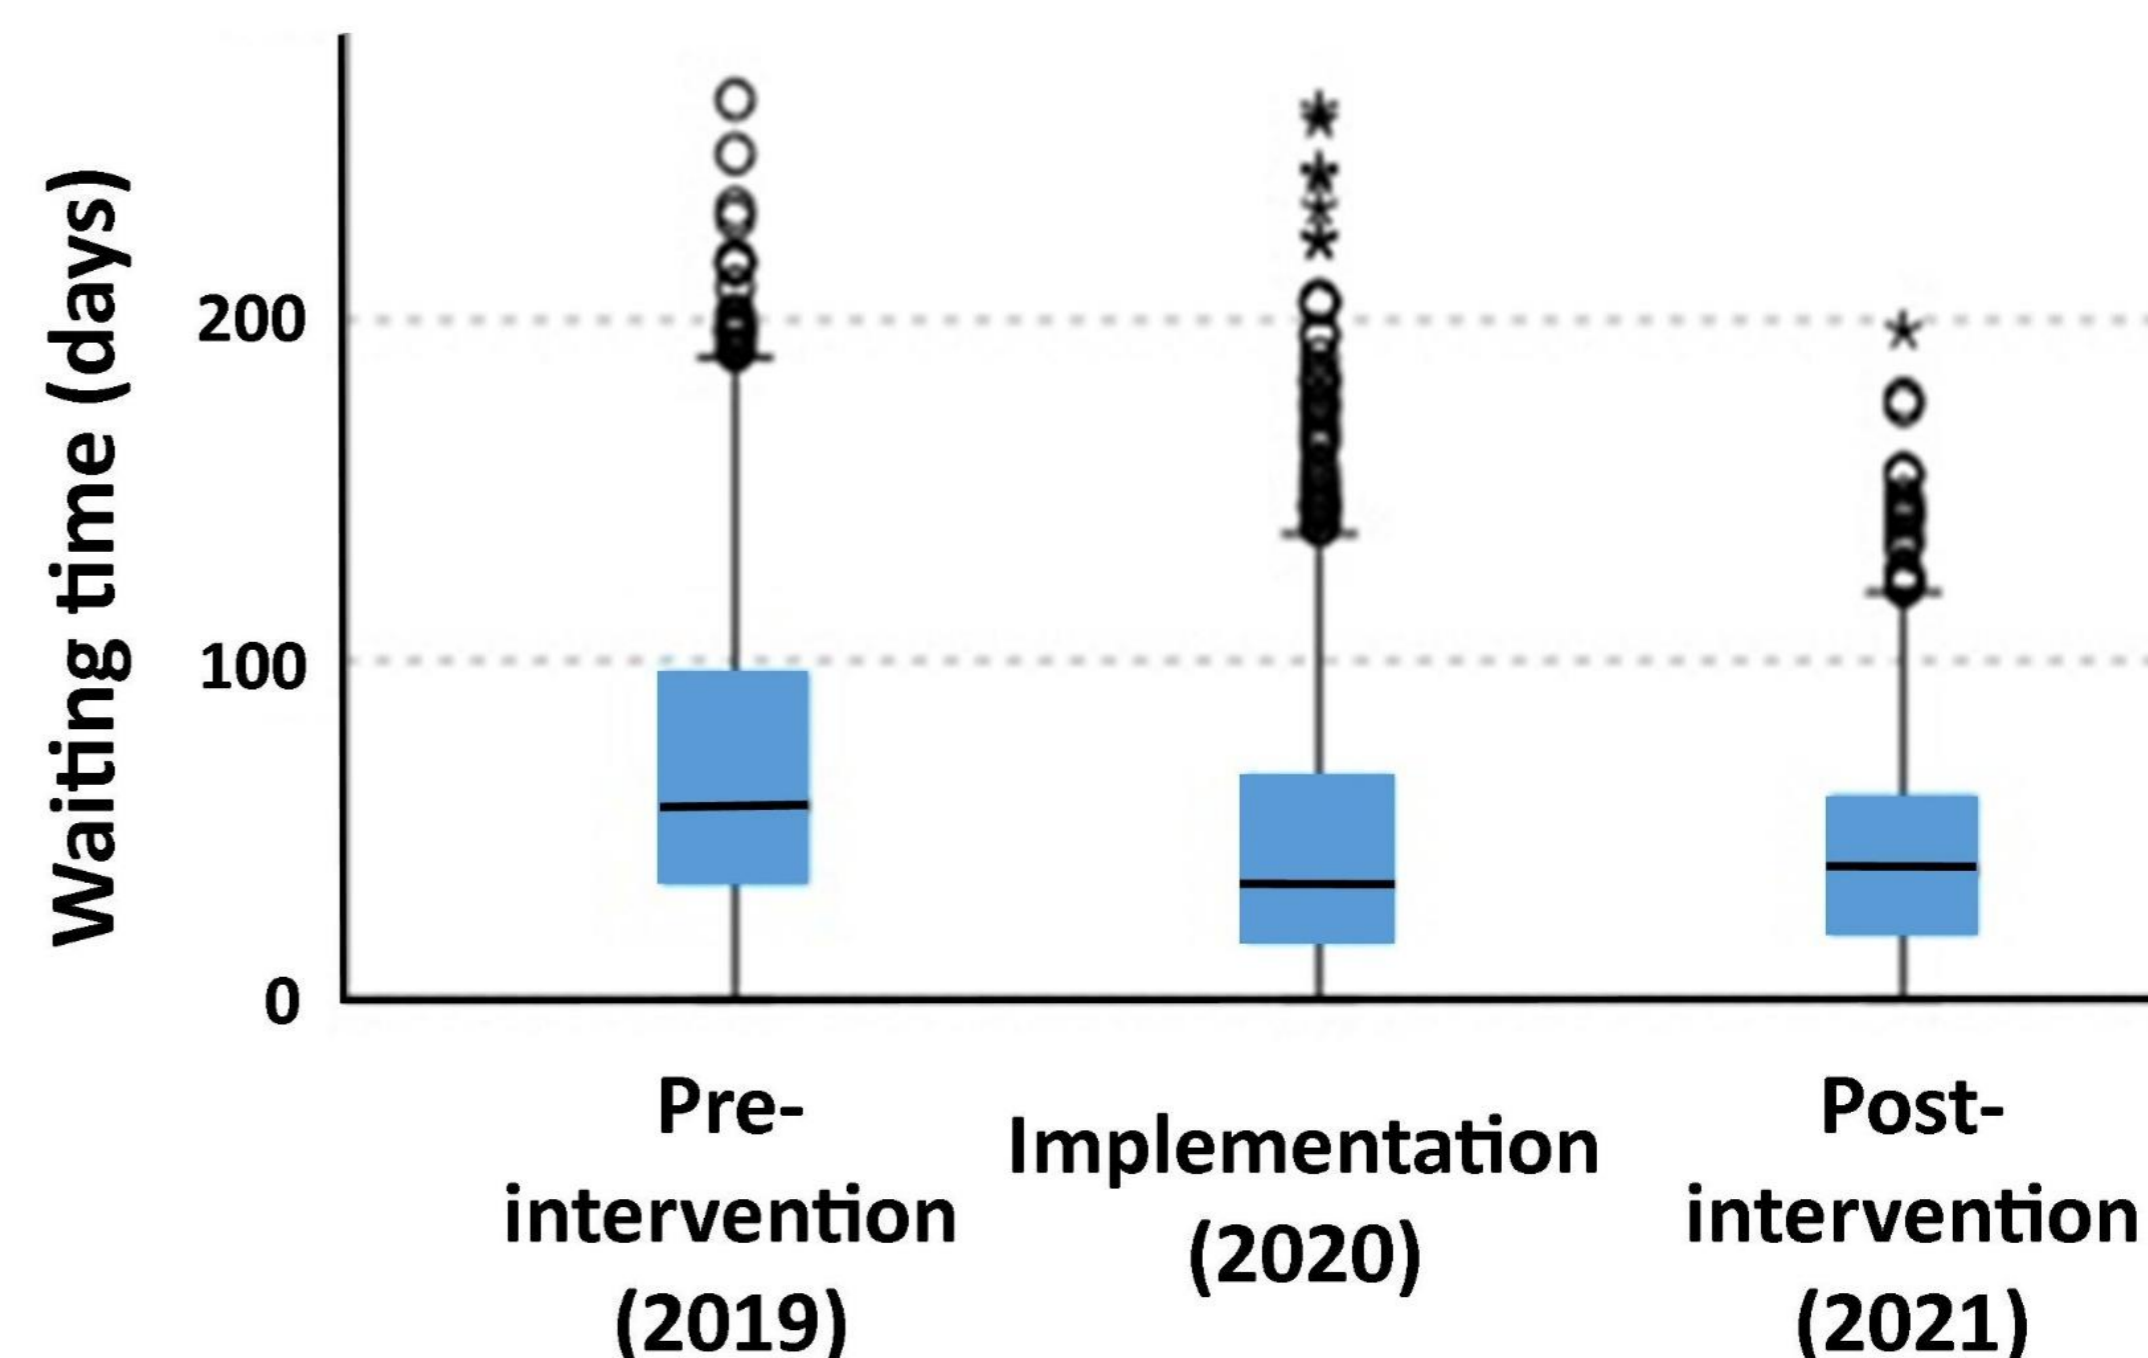 Waiting time (days)
200
100
0
Pre-
intervention
(2019)
Implementation
(2020)
Post-
intervention
(2021)